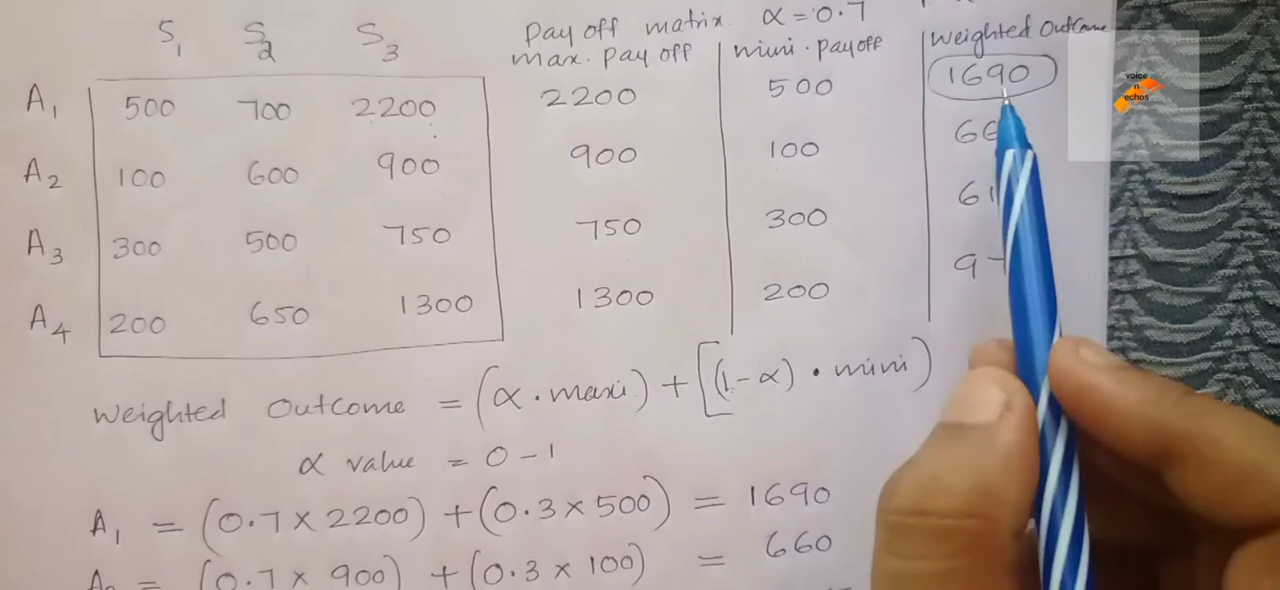 Pay off matrix. α = 0.7
S1 S2 S3 max. pay off mini. payoff Weighted Outcome
A1 500 700 2200 2200 500 1690
A2 100 600 900 900 100
A3 300 500 750 750 300
A4 200 650 1300 1300 200
Weighted Outcome = (α . maxi) + [(1-α) • mini)
α value = 0 - 1
A1 = (0.7 x 2200) + (0.3 x 500) = 1690
(0.7 x 900) + (0.3 x 100) = 660
voice
n
echos